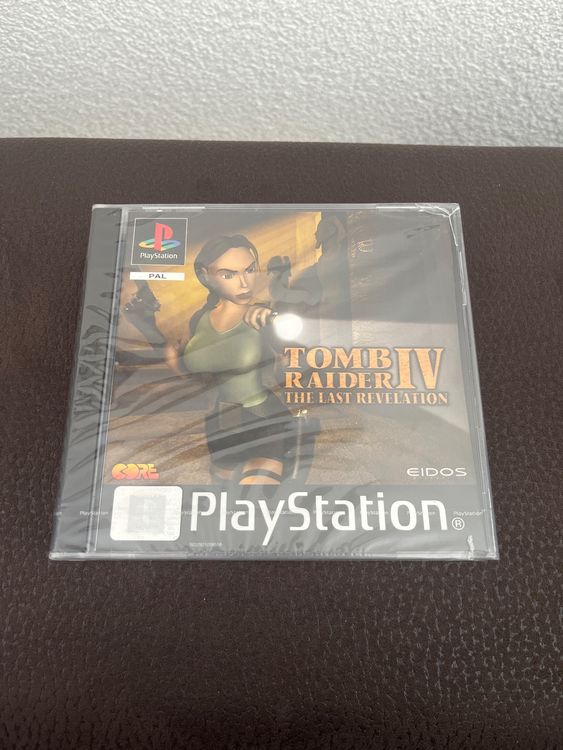 PlayStation
PAL
TOMB
RAIDER IV
THE LAST REVELATION
CORE
EIDOS
PlayStation®